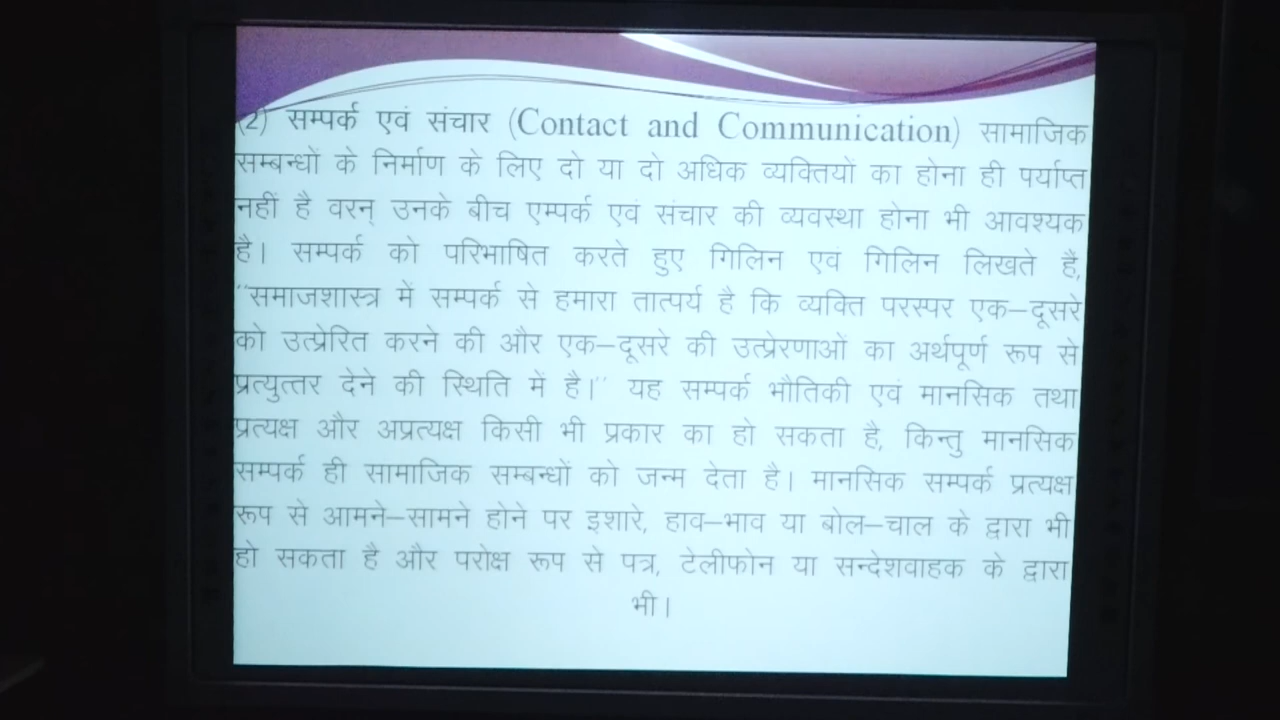 (2) सम्पर्क एवं संचार (Contact and Communication) सामाजिक
सम्बन्धों के निर्माण के लिए दो या दो अधिक व्यक्तियों का होना ही पर्याप्त
नहीं है वरन् उनके बीच एम्पर्क एवं संचार की व्यवस्था होना भी आवश्यक
है। सम्पर्क को परिभाषित करते हुए गिलिन एवं गिलिन लिखते है,
"समाजशास्त्र में सम्पर्क से हमारा तात्पर्य है कि व्यक्ति परस्पर एक–दूसरे
को उत्प्रेरित करने की और एक–दूसरे की उत्प्रेरणाओं का अर्थपूर्ण रूप से
प्रत्युत्तर देने की स्थिति में है।" यह सम्पर्क भौतिकी एवं मानसिक तथा
प्रत्यक्ष और अप्रत्यक्ष किसी भी प्रकार का हो सकता है, किन्तु मानसिक
सम्पर्क ही सामाजिक सम्बन्धों को जन्म देता है। मानसिक सम्पर्क प्रत्यक्ष
रूप से आमने–सामने होने पर इशारे, हाव–भाव या बोल–चाल के द्वारा भी
हो सकता है और परोक्ष रूप से पत्र, टेलीफोन या सन्देशवाहक के द्वारा
भी।